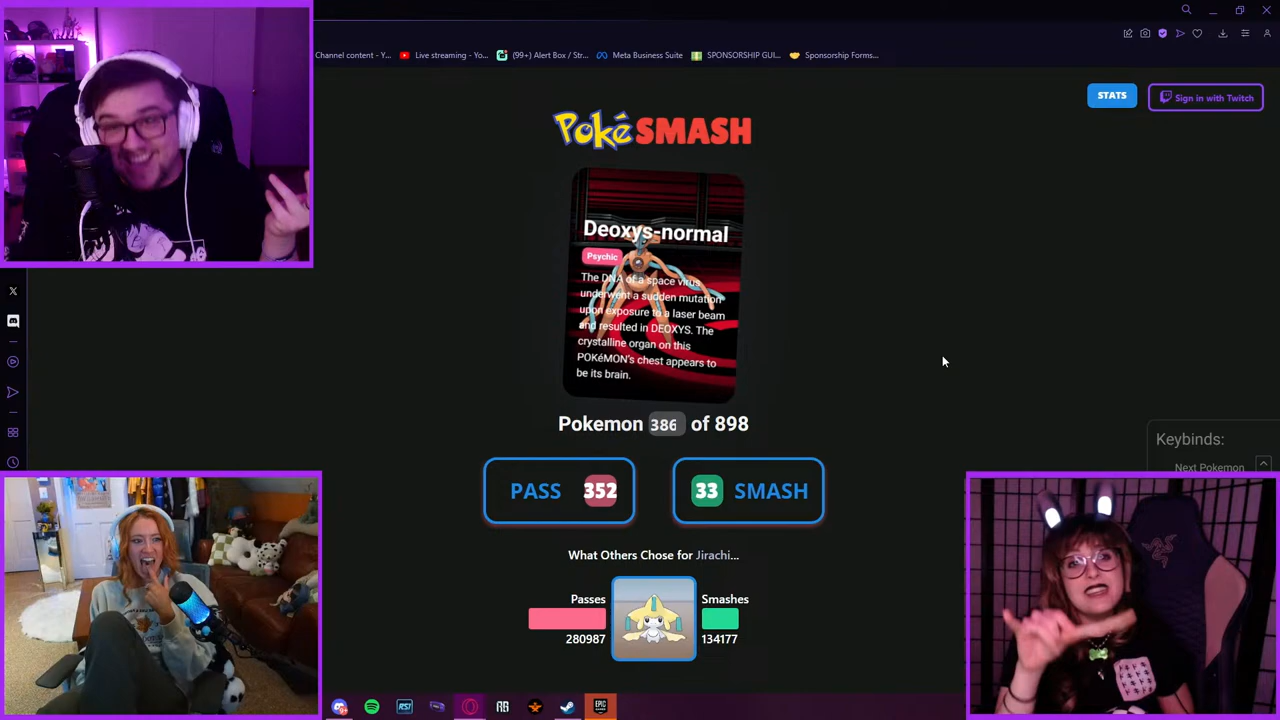 Channel content - Y...
Live streaming - Yo...
(99+) Alert Box / Str...
Meta Business Suite
SPONSORSHIP GUI...
Sponsorship Forms...
STATS
Sign in with Twitch
PokéSMASH
Deoxys-normal
Psychic
The DNA of a space virus
underwent a sudden mutation
upon exposure to a laser beam
and resulted in DEOXYS. The
crystalline organ on this
POKéMON's chest appears to
be its brain.
Pokemon 386 of 898
PASS 352
33 SMASH
Keybinds:
Next Pokemon
What Others Chose for Jirachi...
Passes
280987
Smashes
134177
RSI
EPIC
GAMES